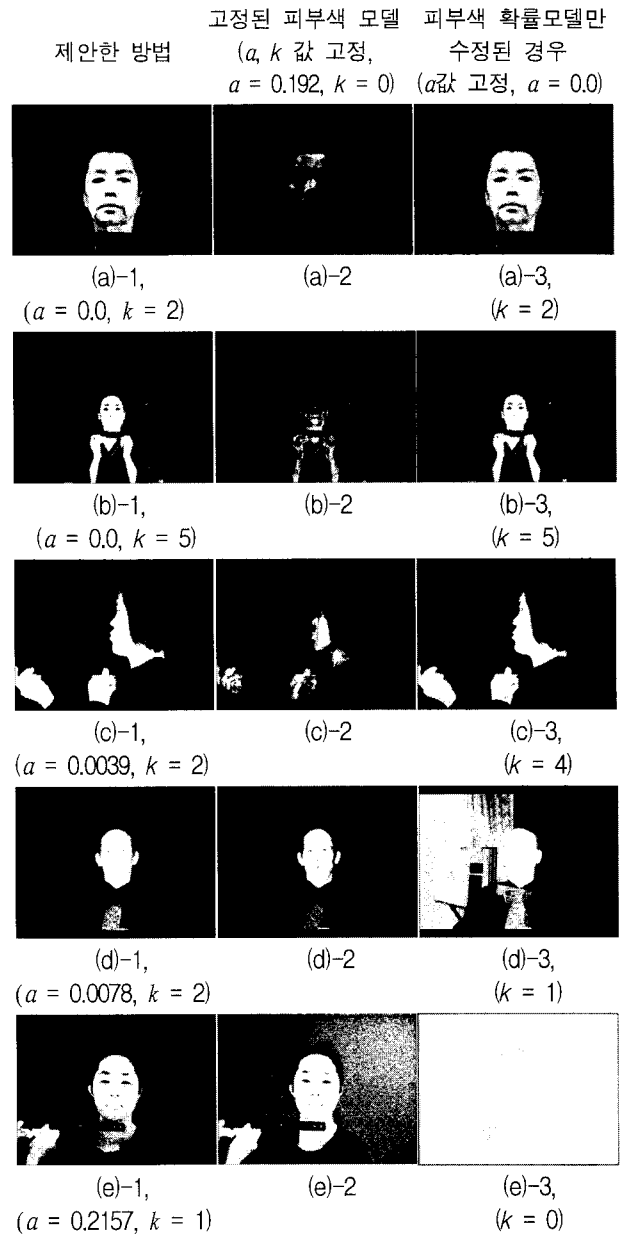 제안한 방법
고정된 피부색 모델
(a, k 값 고정,
a = 0.192, k = 0)
피부색 확률모델만
수정된 경우
(a값 고정, a = 0.0)
(a)-1,
(a = 0.0, k = 2)
(a)-2
(a)-3,
(k = 2)
(b)-1,
(a = 0.0, k = 5)
(b)-2
(b)-3,
(k = 5)
(c)-1,
(a = 0.0039, k = 2)
(c)-2
(c)-3,
(k = 4)
(d)-1,
(a = 0.0078, k = 2)
(d)-2
(d)-3,
(k = 1)
(e)-1,
(a = 0.2157, k = 1)
(e)-2
(e)-3,
(k = 0)